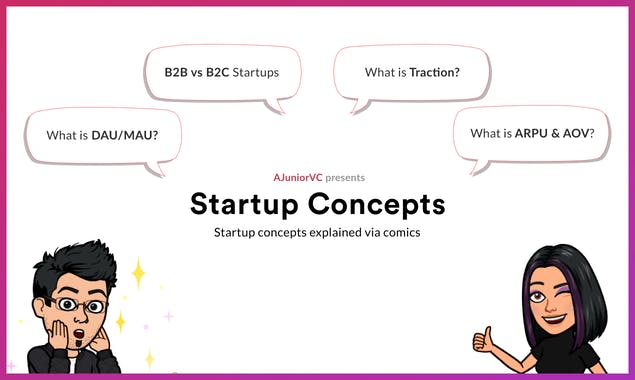 B2B vs B2C Startups
What is Traction?
What is DAU/MAU?
What is ARPU & AOV?
AJuniorVC presents
Startup Concepts
Startup concepts explained via comics